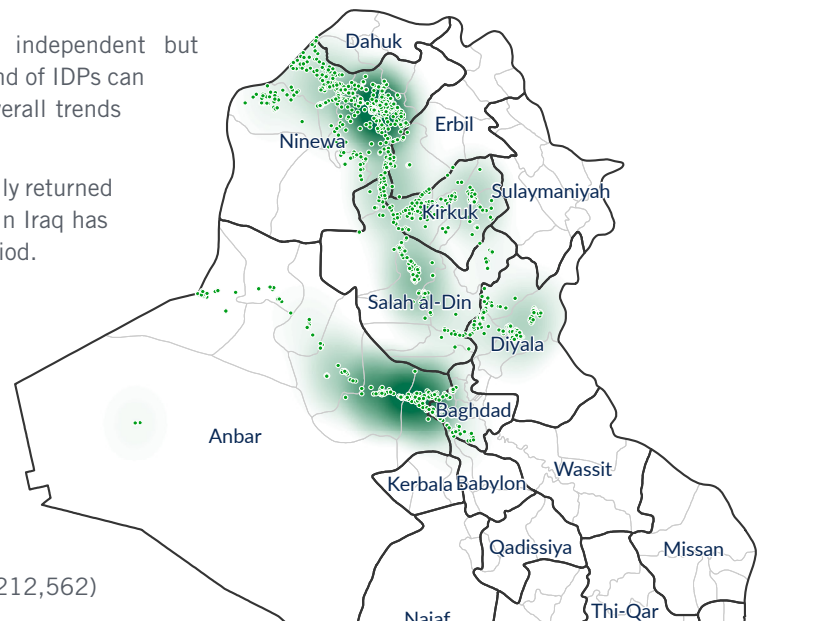 independent but
nd of IDPs can
verall trends
ly returned
n Iraq has
iod.
212,562)
Dahuk
Erbil
Ninewa
Sulaymaniyah
Kirkuk
Salah al-Din
Diyala
Baghdad
Anbar
Wassit
Kerbala
Babylon
Qadissiya
Missan
Najaf
Thi-Qar